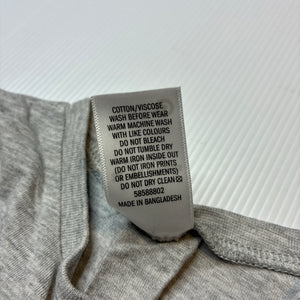 COTTON/VISCOSE
WASH BEFORE WEAR
WARM MACHINE WASH
WITH LIKE COLOURS
DO NOT BLEACH
DO NOT TUMBLE DRY
WARM IRON INSIDE OUT
(DO NOT IRON PRINTS
OR EMBELLISHMENTS)
DO NOT DRY CLEAN
58588802
MADE IN BANGLADESH